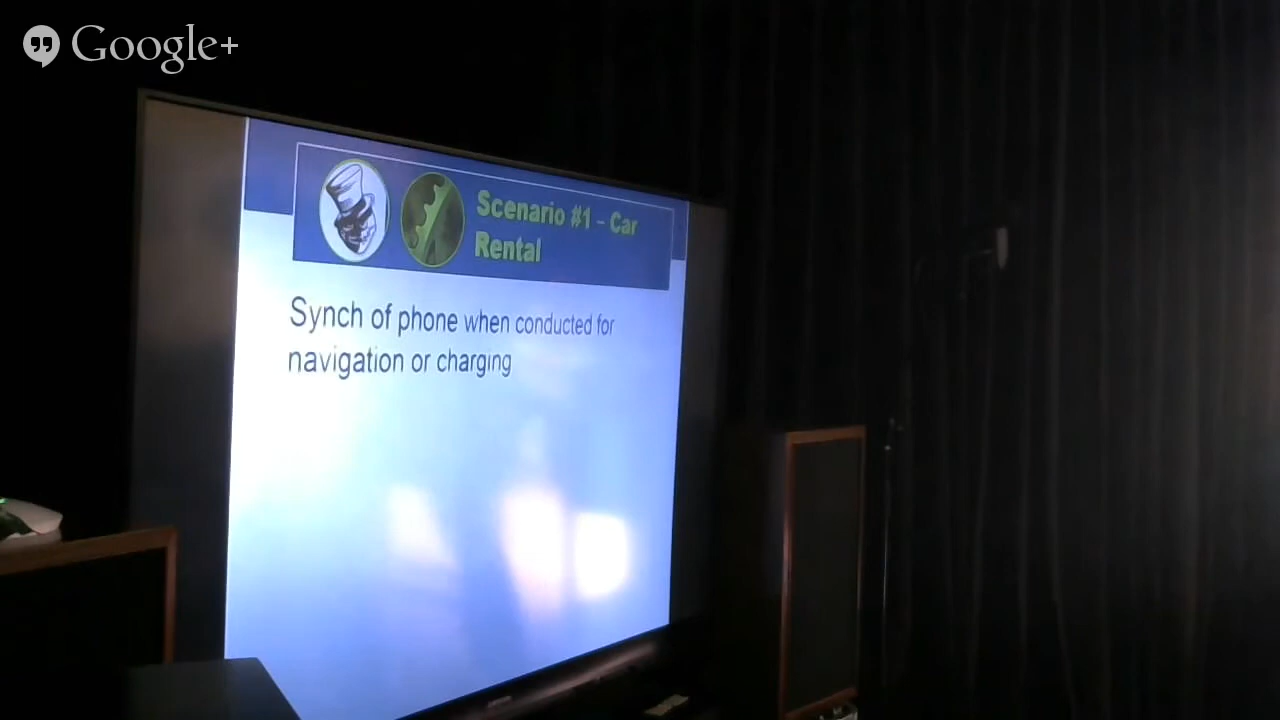 Google+
Scenario #1 – Car
Rental
Synch of phone when conducted for
navigation or charging